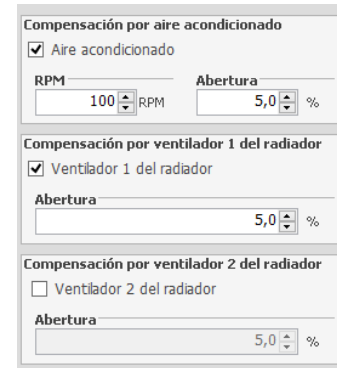 Compensación por aire acondicionado
Aire acondicionado
RPM Abertura
100 RPM 5,0 %
Compensación por ventilador 1 del radiador
Ventilador 1 del radiador
Abertura
5,0 %
Compensación por ventilador 2 del radiador
Ventilador 2 del radiador
Abertura
5,0 %